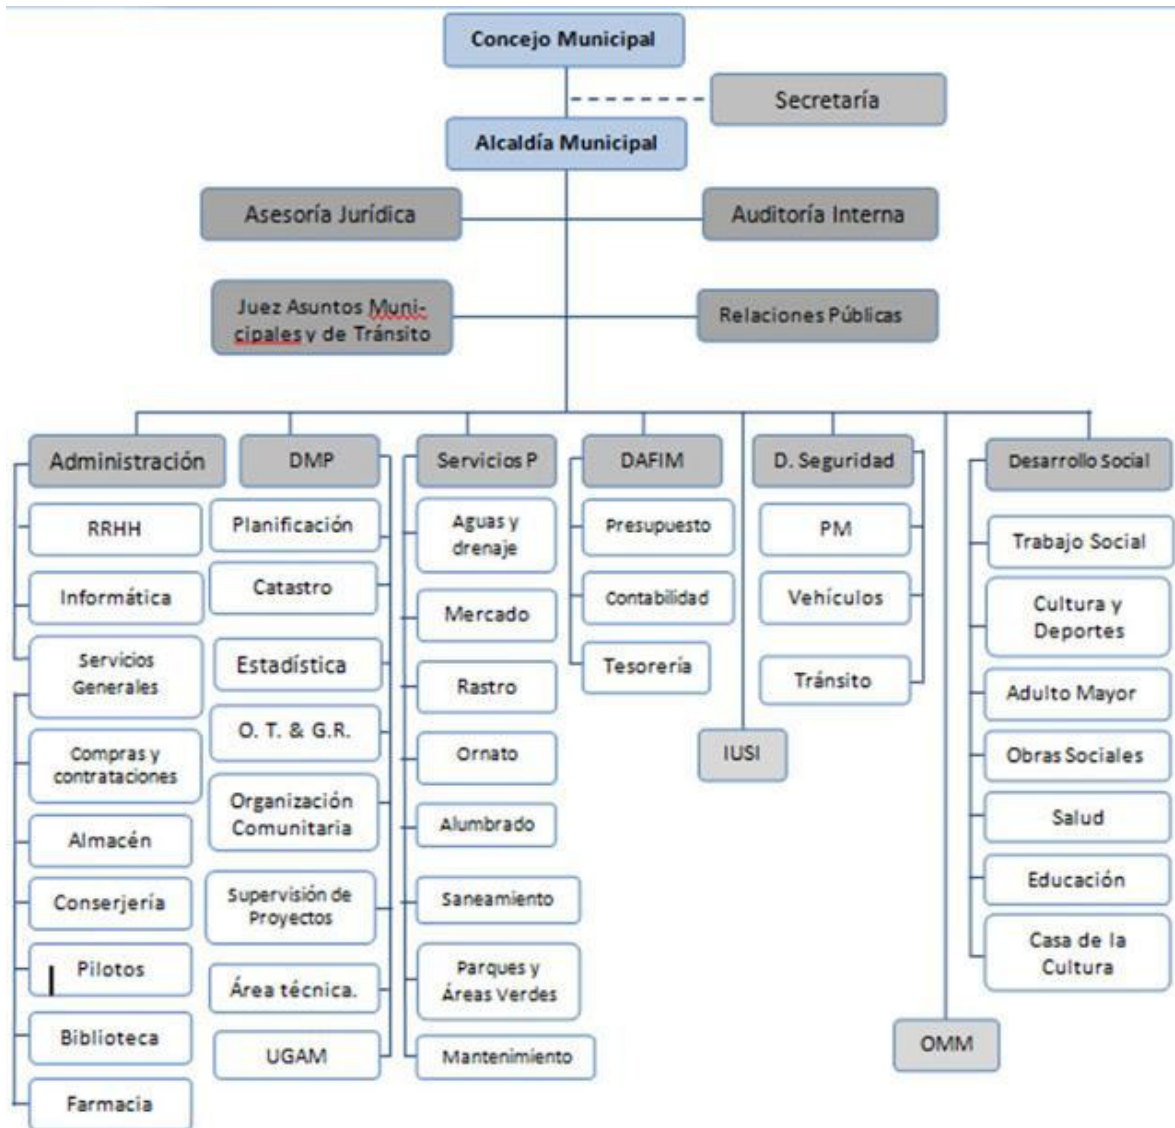 Concejo Municipal
Secretaría
Alcaldía Municipal
Asesoría Jurídica
Auditoría Interna
Juez Asuntos Muni-
cipales y de Tránsito
Relaciones Públicas
Administración
RRHH
Informática
Servicios
Generales
Compras y
contrataciones
Almacén
Conserjería
Pilotos
Biblioteca
Farmacia
DMP
Planificación
Catastro
Estadística
O. T. & G.R.
Organización
Comunitaria
Supervisión de
Proyectos
Área técnica.
UGAM
Servicios P
Aguas y
drenaje
Mercado
Rastro
Ornato
Alumbrado
Saneamiento
Parques y
Áreas Verdes
Mantenimiento
DAFIM
Presupuesto
Contabilidad
Tesorería
IUSI
D. Seguridad
PM
Vehículos
Tránsito
OMM
Desarrollo Social
Trabajo Social
Cultura y
Deportes
Adulto Mayor
Obras Sociales
Salud
Educación
Casa de la
Cultura